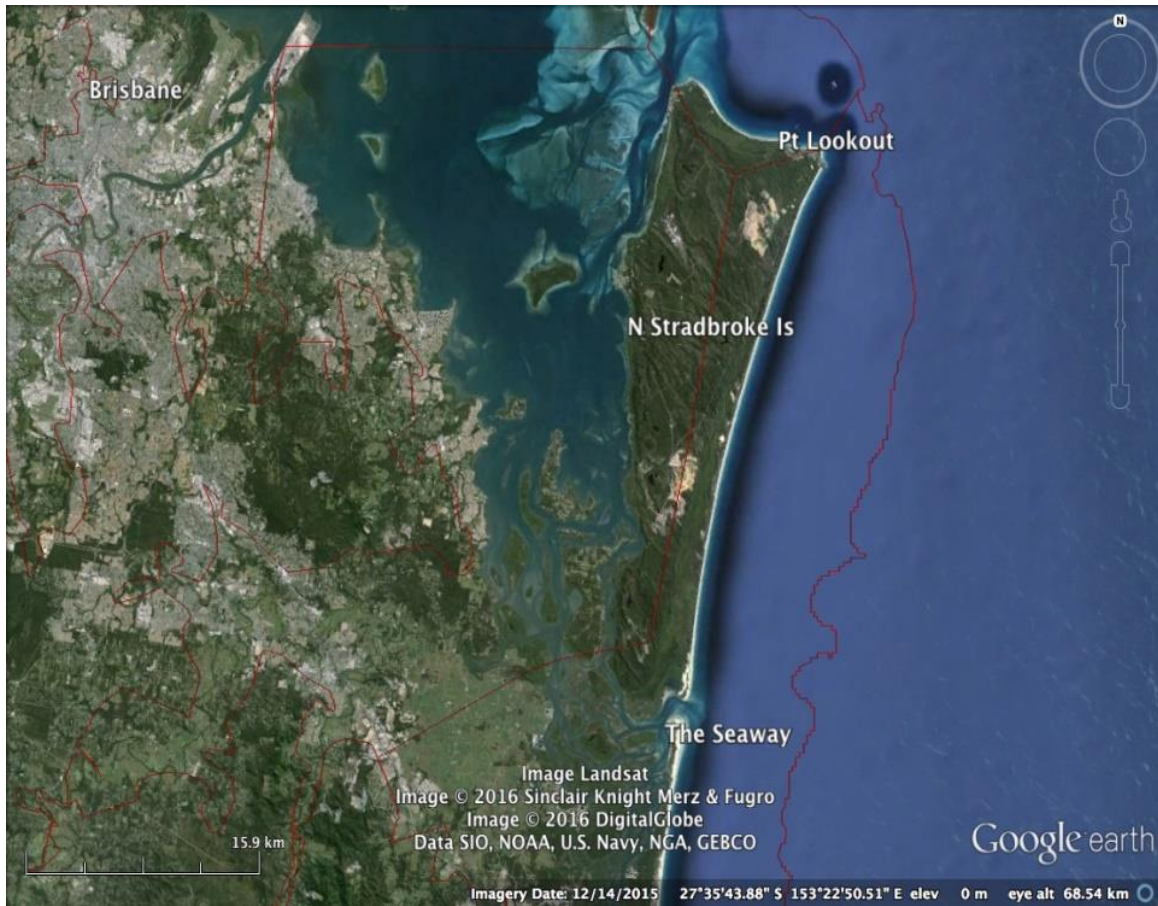 N
Brisbane
Pt Lookout
N Stradbroke Is
The Seaway
Image Landsat
Image © 2016 Sinclair Knight Merz & Fugro
Image © 2016 DigitalGlobe
Data SIO, NOAA, U.S. Navy, NGA, GEBCO
15.9 km
Google earth
Imagery Date: 12/14/2015 27°35'43.88" S 153°22'50.51" E elev 0 m eye alt 68.54 km